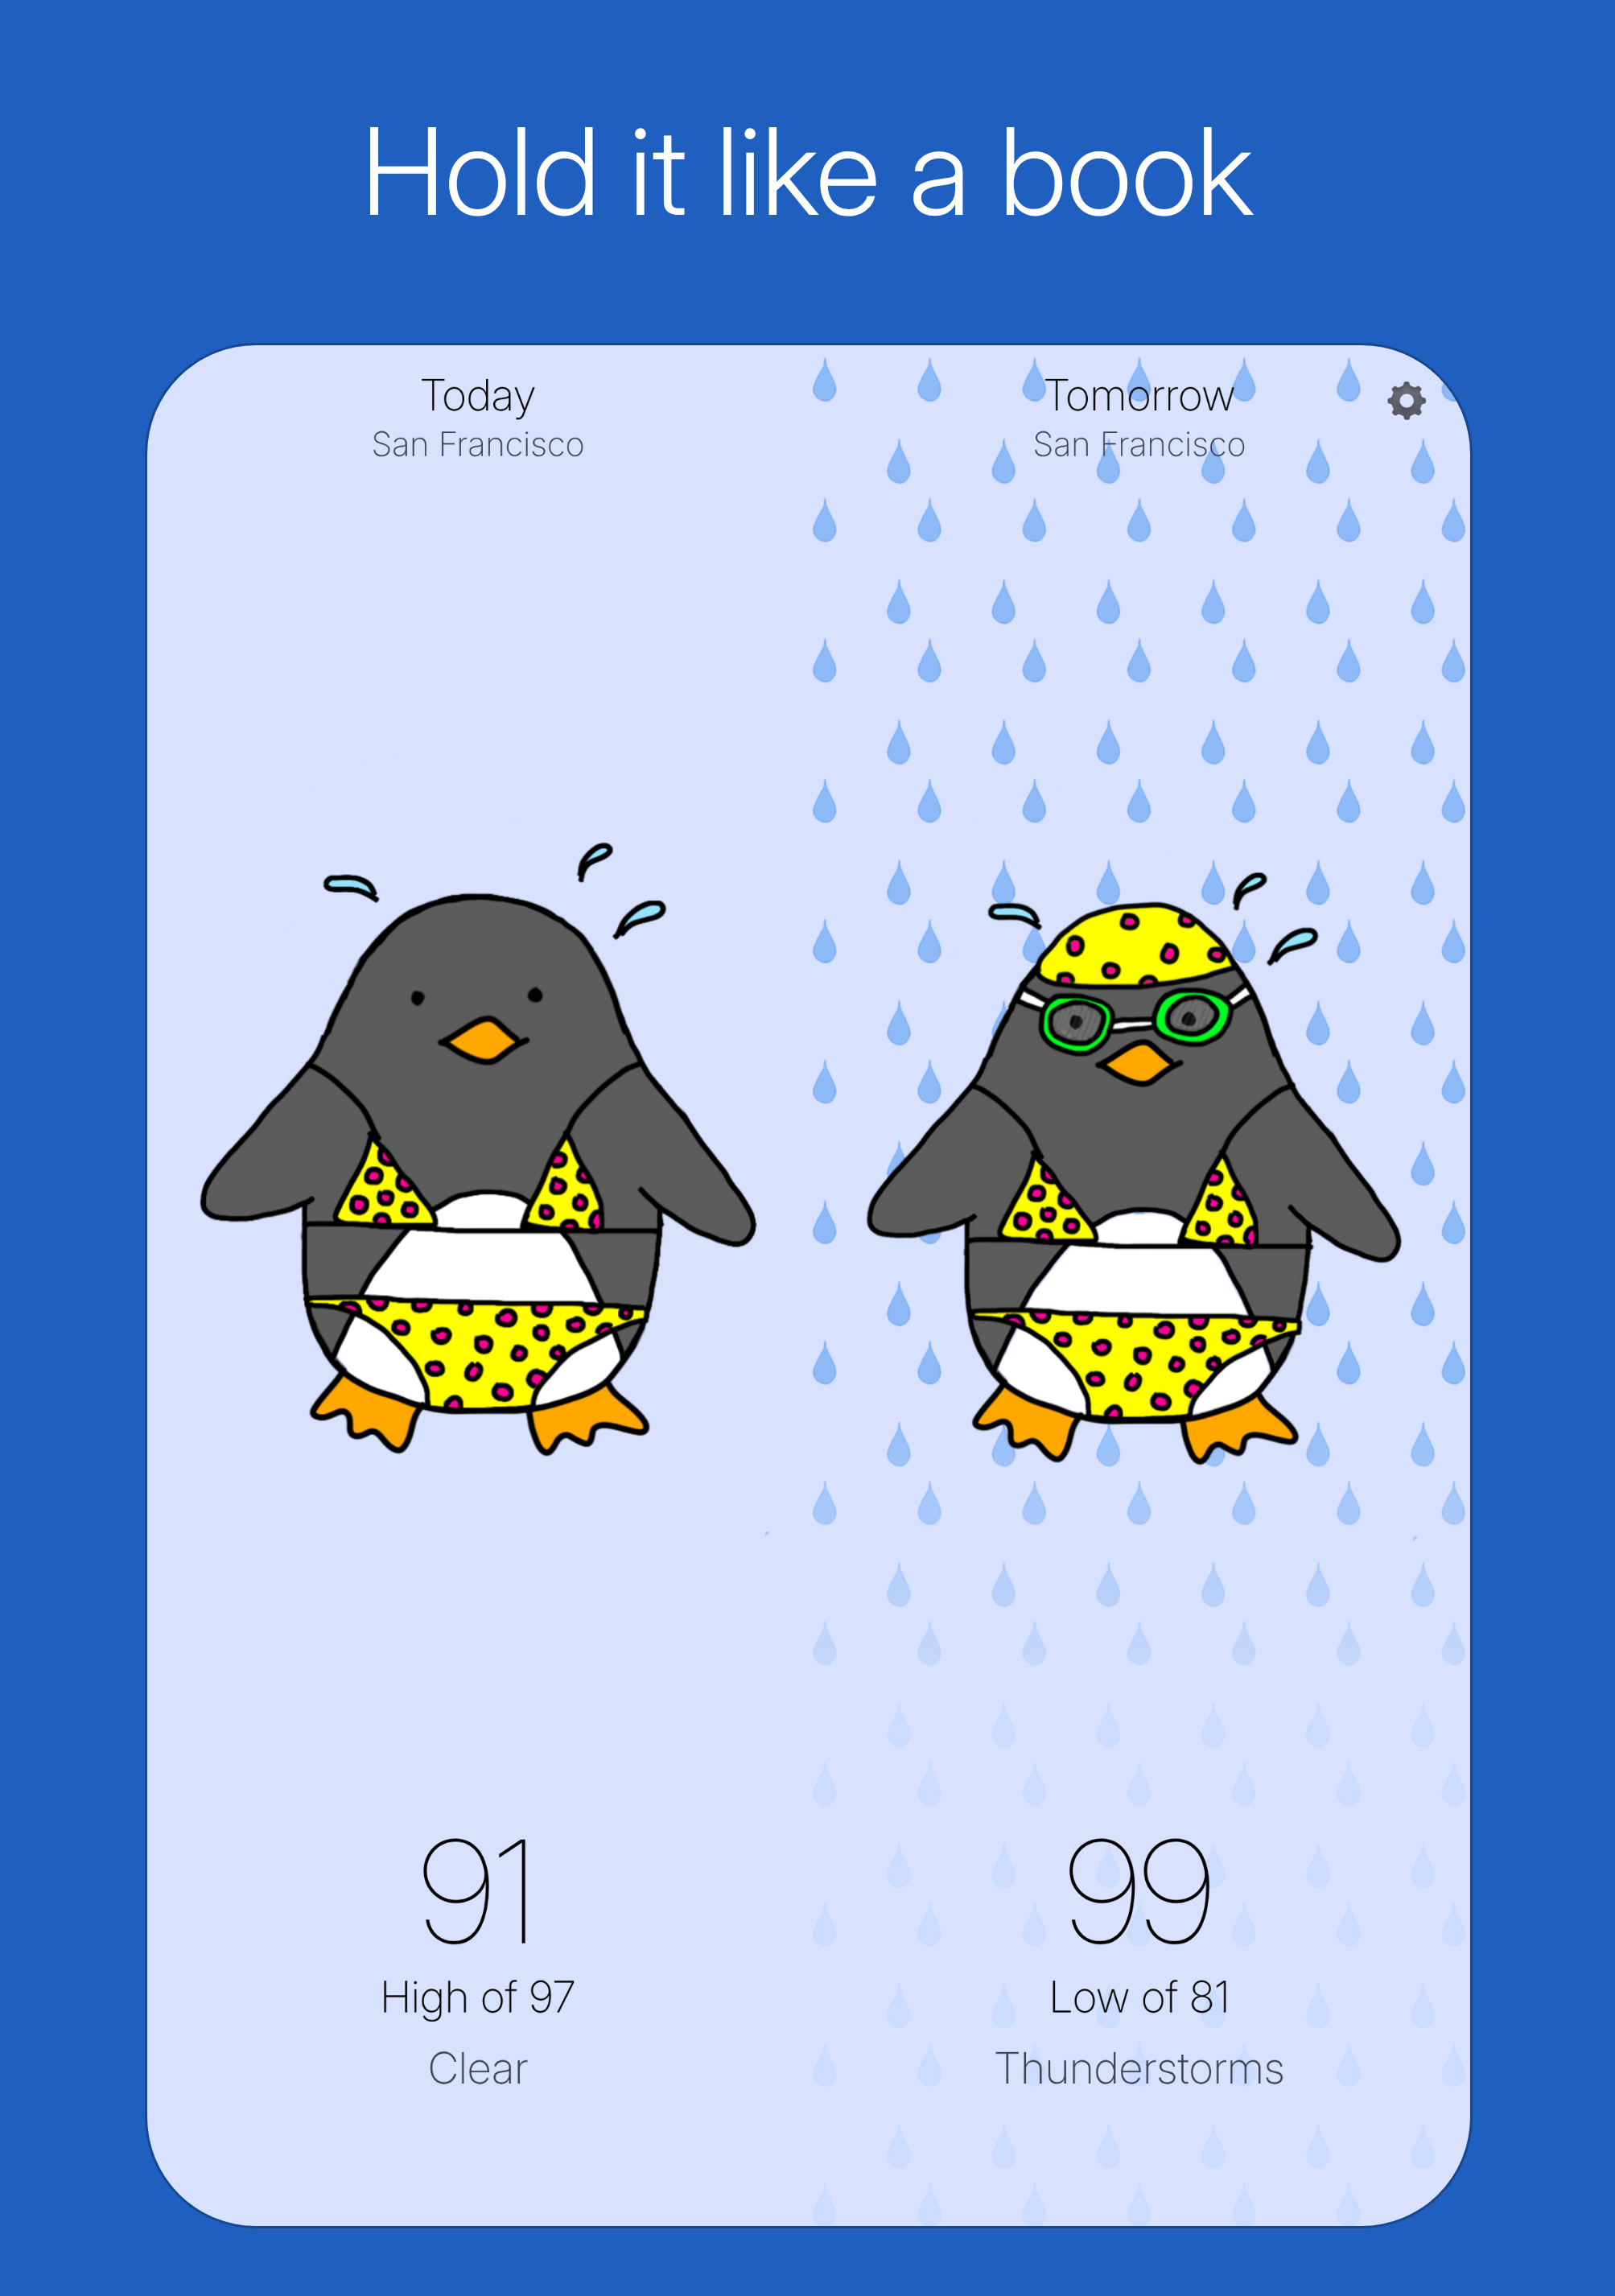 Hold it like a book
Today
San Francisco
91
High of 97
Clear
Tomorrow
San Francisco
99
Low of 81
Thunderstorms